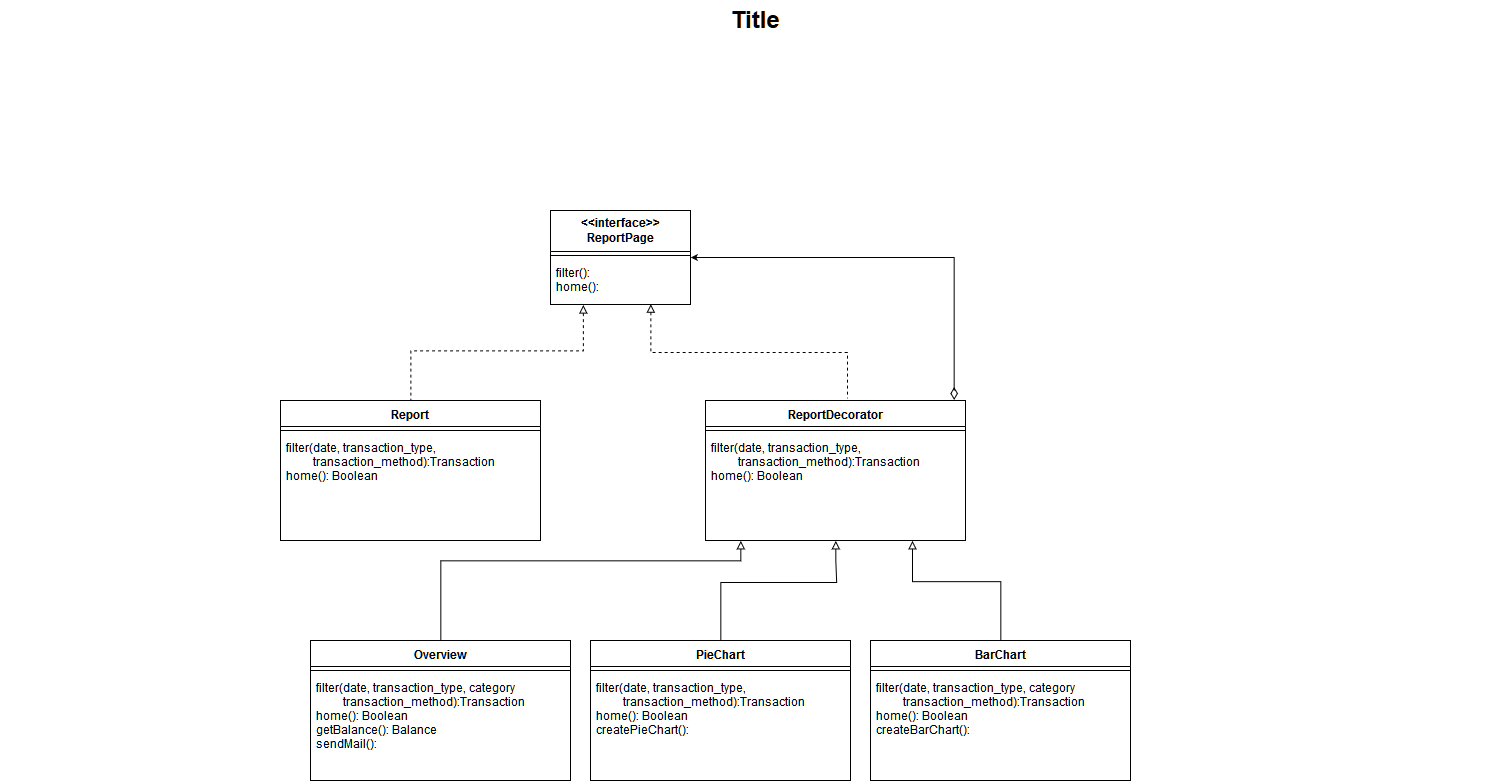 Title
<<interface>>
ReportPage
filter():
home():
Report
filter(date, transaction_type,
transaction_method):Transaction
home(): Boolean
ReportDecorator
filter(date, transaction_type,
transaction_method):Transaction
home(): Boolean
Overview
filter(date, transaction_type, category
transaction_method):Transaction
home(): Boolean
getBalance(): Balance
sendMail():
PieChart
filter(date, transaction_type,
transaction_method):Transaction
home(): Boolean
createPieChart():
BarChart
filter(date, transaction_type, category
transaction_method):Transaction
home(): Boolean
createBarChart():